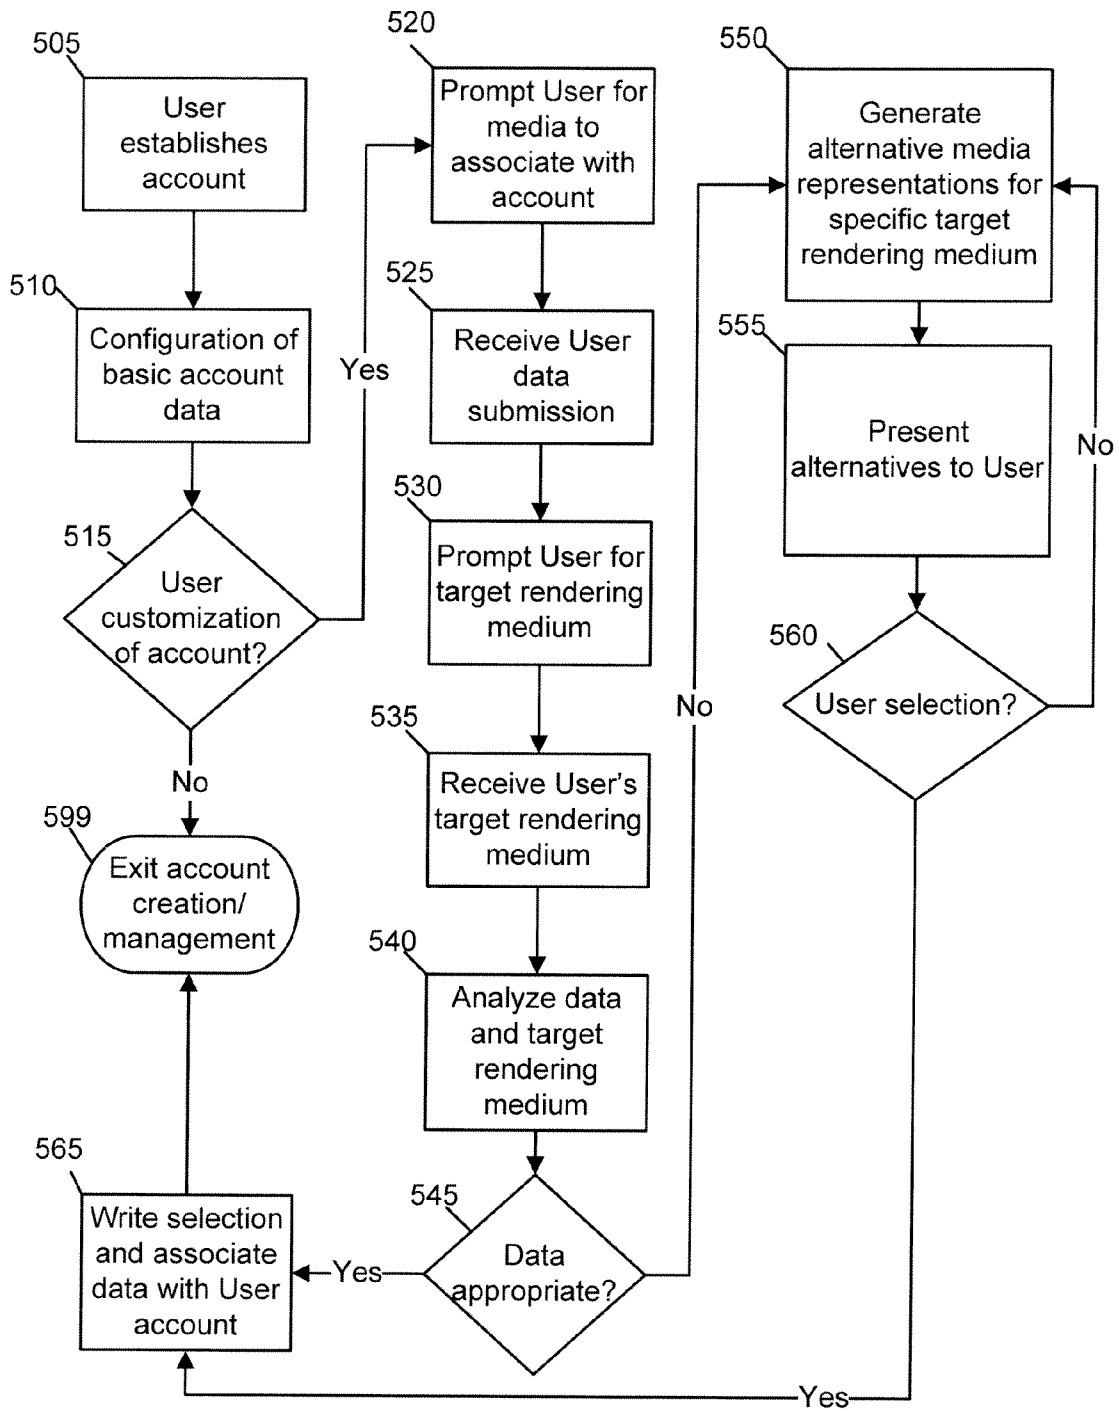 505
User
establishes
account
510
Configuration of
basic account
data
515
User
customization
of account?
Yes
No
599
Exit account
creation/
management
520
Prompt User for
media to
associate with
account
525
Receive User
data
submission
530
Prompt User for
target rendering
medium
535
Receive User's
target rendering
medium
540
Analyze data
and target
rendering
medium
545
Data
appropriate?
Yes
No
550
Generate
alternative media
representations for
specific target
rendering medium
555
Present
alternatives to User
560
User selection?
No
Yes
565
Write selection
and associate
data with User
account